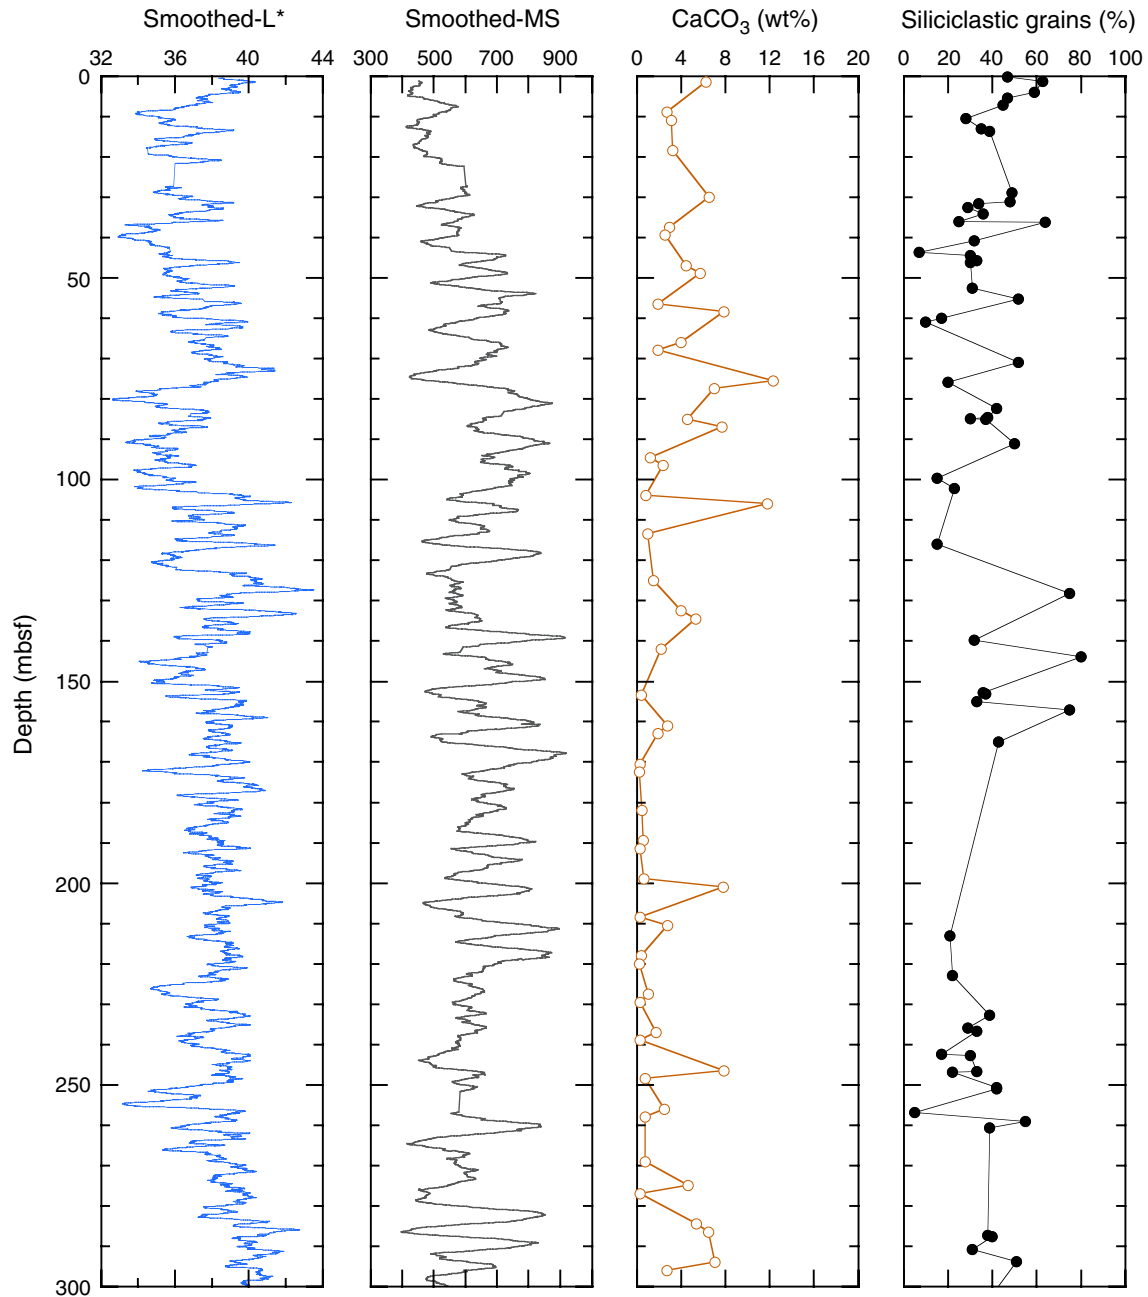 Smoothed-L* Smoothed-MS CaCO₃ (wt%) Siliciclastic grains (%)
32 36 40 44 300 500 700 900 0 4 8 12 16 20 0 20 40 60 80 100
0
50
100
150
200
250
300
Depth (mbsf)